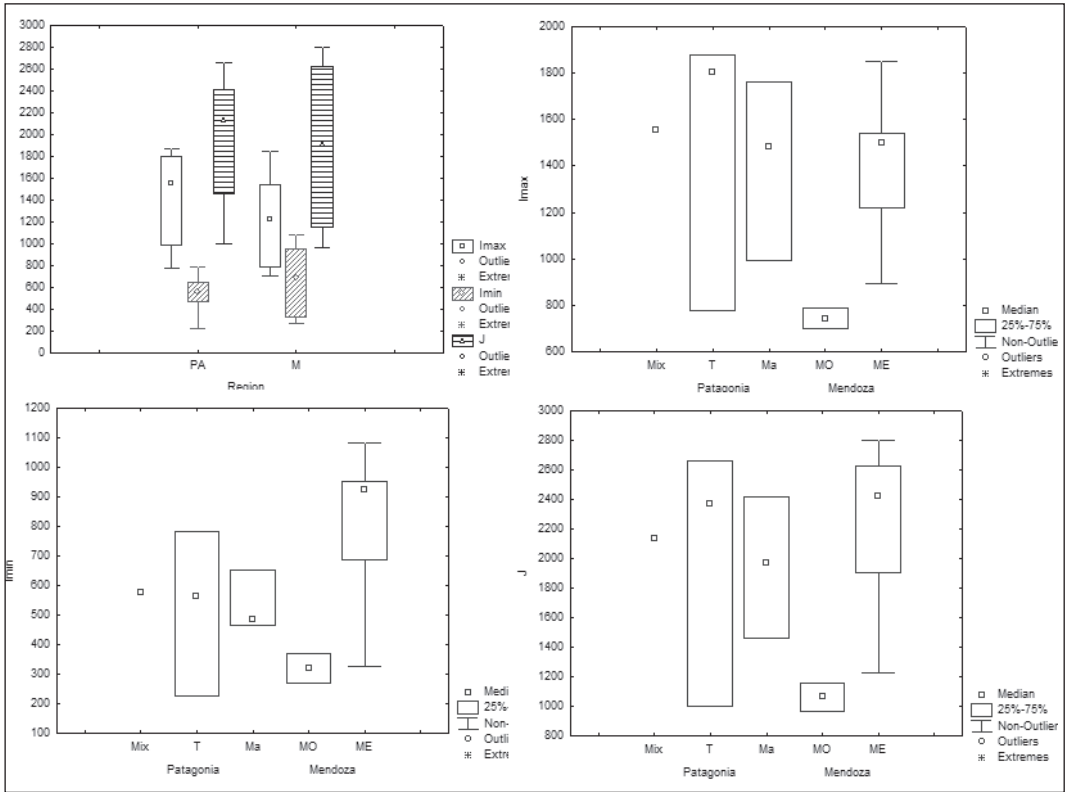 3000
2800
2600
2400
2200
2000
1800
1600
1400
1200
1000
800
600
400
200
0
PA
M
Region
Imax
Outlie
Extrer
Imin
Outlie
Extrer
J
Outlie
Extrer
2000
1800
1600
1400
1200
1000
800
600
Imax
Mix
T
Ma
MO
ME
Patagonia
Mendoza
Median
25%-75%
Non-Outlier
Outliers
Extremes
1200
1100
1000
900
800
700
600
500
400
300
200
100
Imin
Mix
T
Ma
MO
ME
Patagonia
Mendoza
Medi
25%-
Non-
Outli
Extre
3000
2800
2600
2400
2200
2000
1800
1600
1400
1200
1000
800
J
Mix
T
Ma
MO
ME
Patagonia
Mendoza
Median
25%-75%
Non-Outlier
Outliers
Extremes